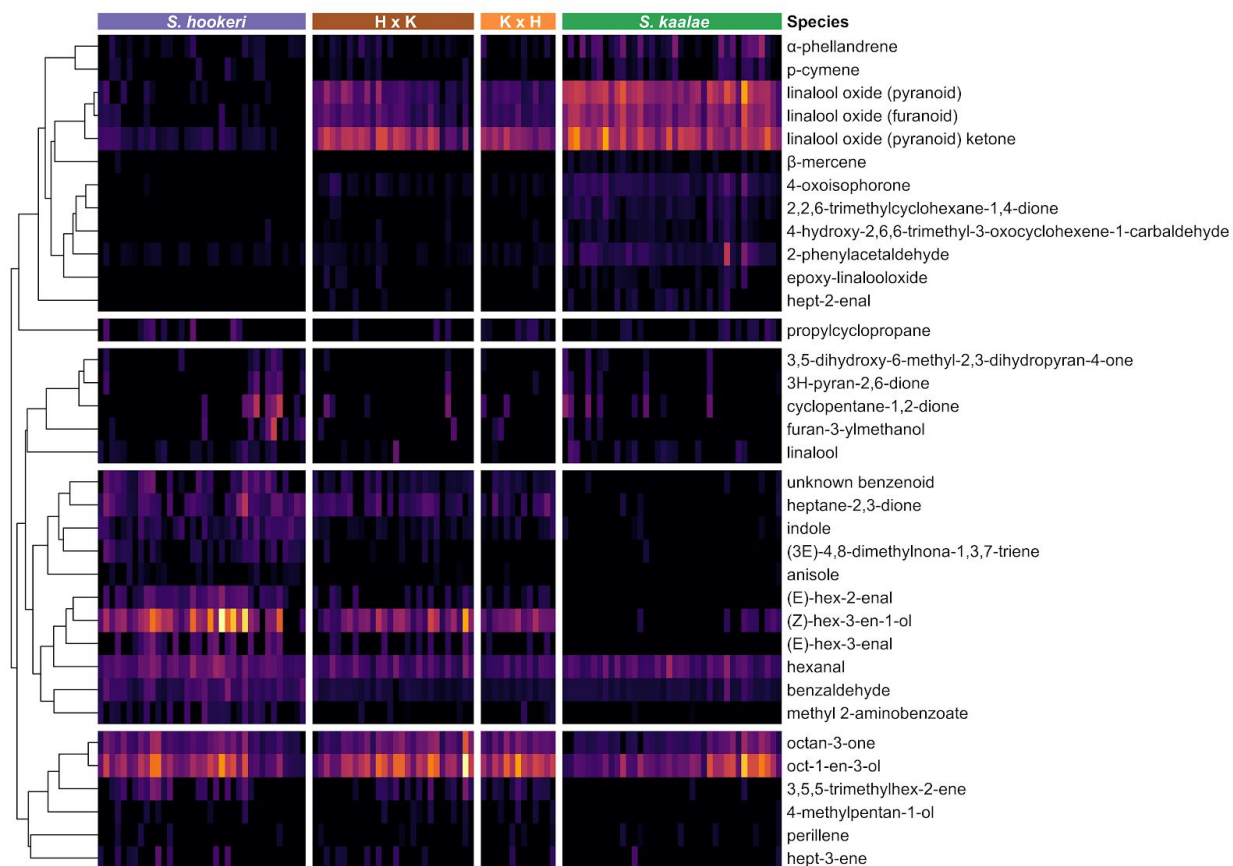 S. hookeri H x K K x H S. kaalae Species
α-phellandrene
p-cymene
linalool oxide (pyranoid)
linalool oxide (furanoid)
linalool oxide (pyranoid) ketone
β-mercene
4-oxoisophorone
2,2,6-trimethylcyclohexane-1,4-dione
4-hydroxy-2,6,6-trimethyl-3-oxocyclohexene-1-carbaldehyde
2-phenylacetaldehyde
epoxy-linalooloxide
hept-2-enal
propylcyclopropane
3,5-dihydroxy-6-methyl-2,3-dihydropyran-4-one
3H-pyran-2,6-dione
cyclopentane-1,2-dione
furan-3-ylmethanol
linalool
unknown benzenoid
heptane-2,3-dione
indole
(3E)-4,8-dimethylnona-1,3,7-triene
anisole
(E)-hex-2-enal
(Z)-hex-3-en-1-ol
(E)-hex-3-enal
hexanal
benzaldehyde
methyl 2-aminobenzoate
octan-3-one
oct-1-en-3-ol
3,5,5-trimethylhex-2-ene
4-methylpentan-1-ol
perillene
hept-3-ene